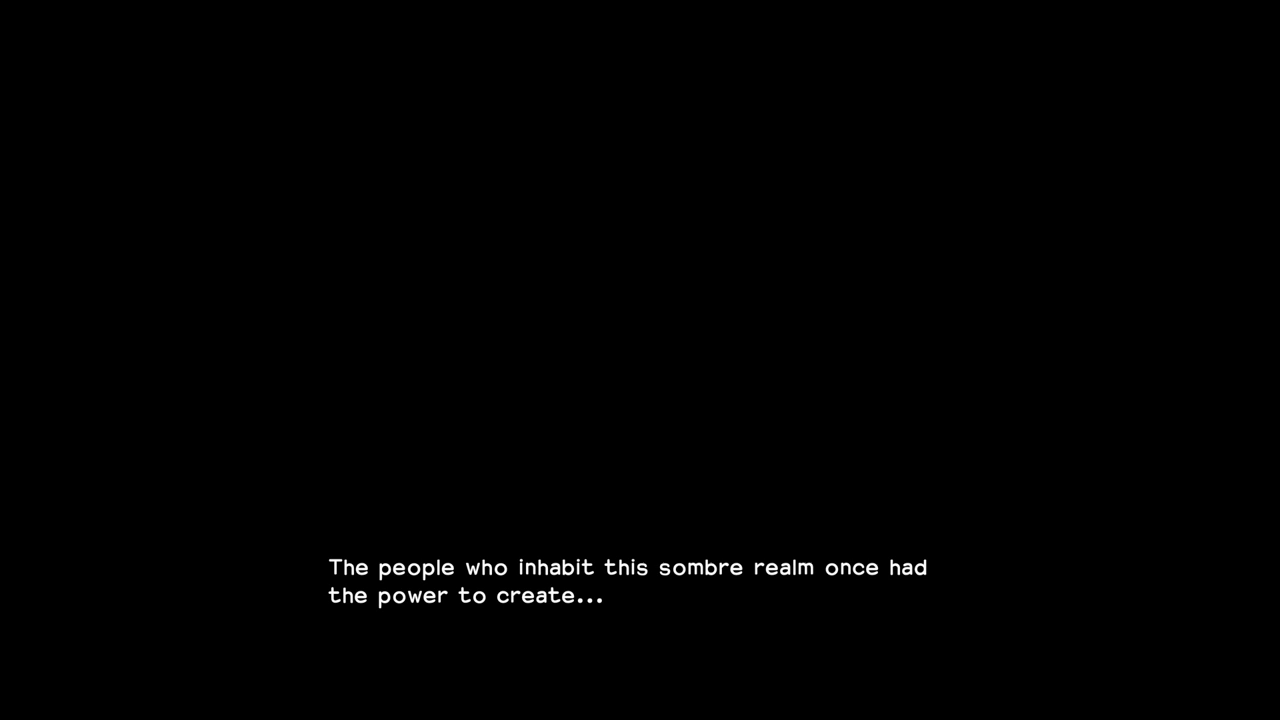 The people who inhabit this sombre realm once had
the power to create...